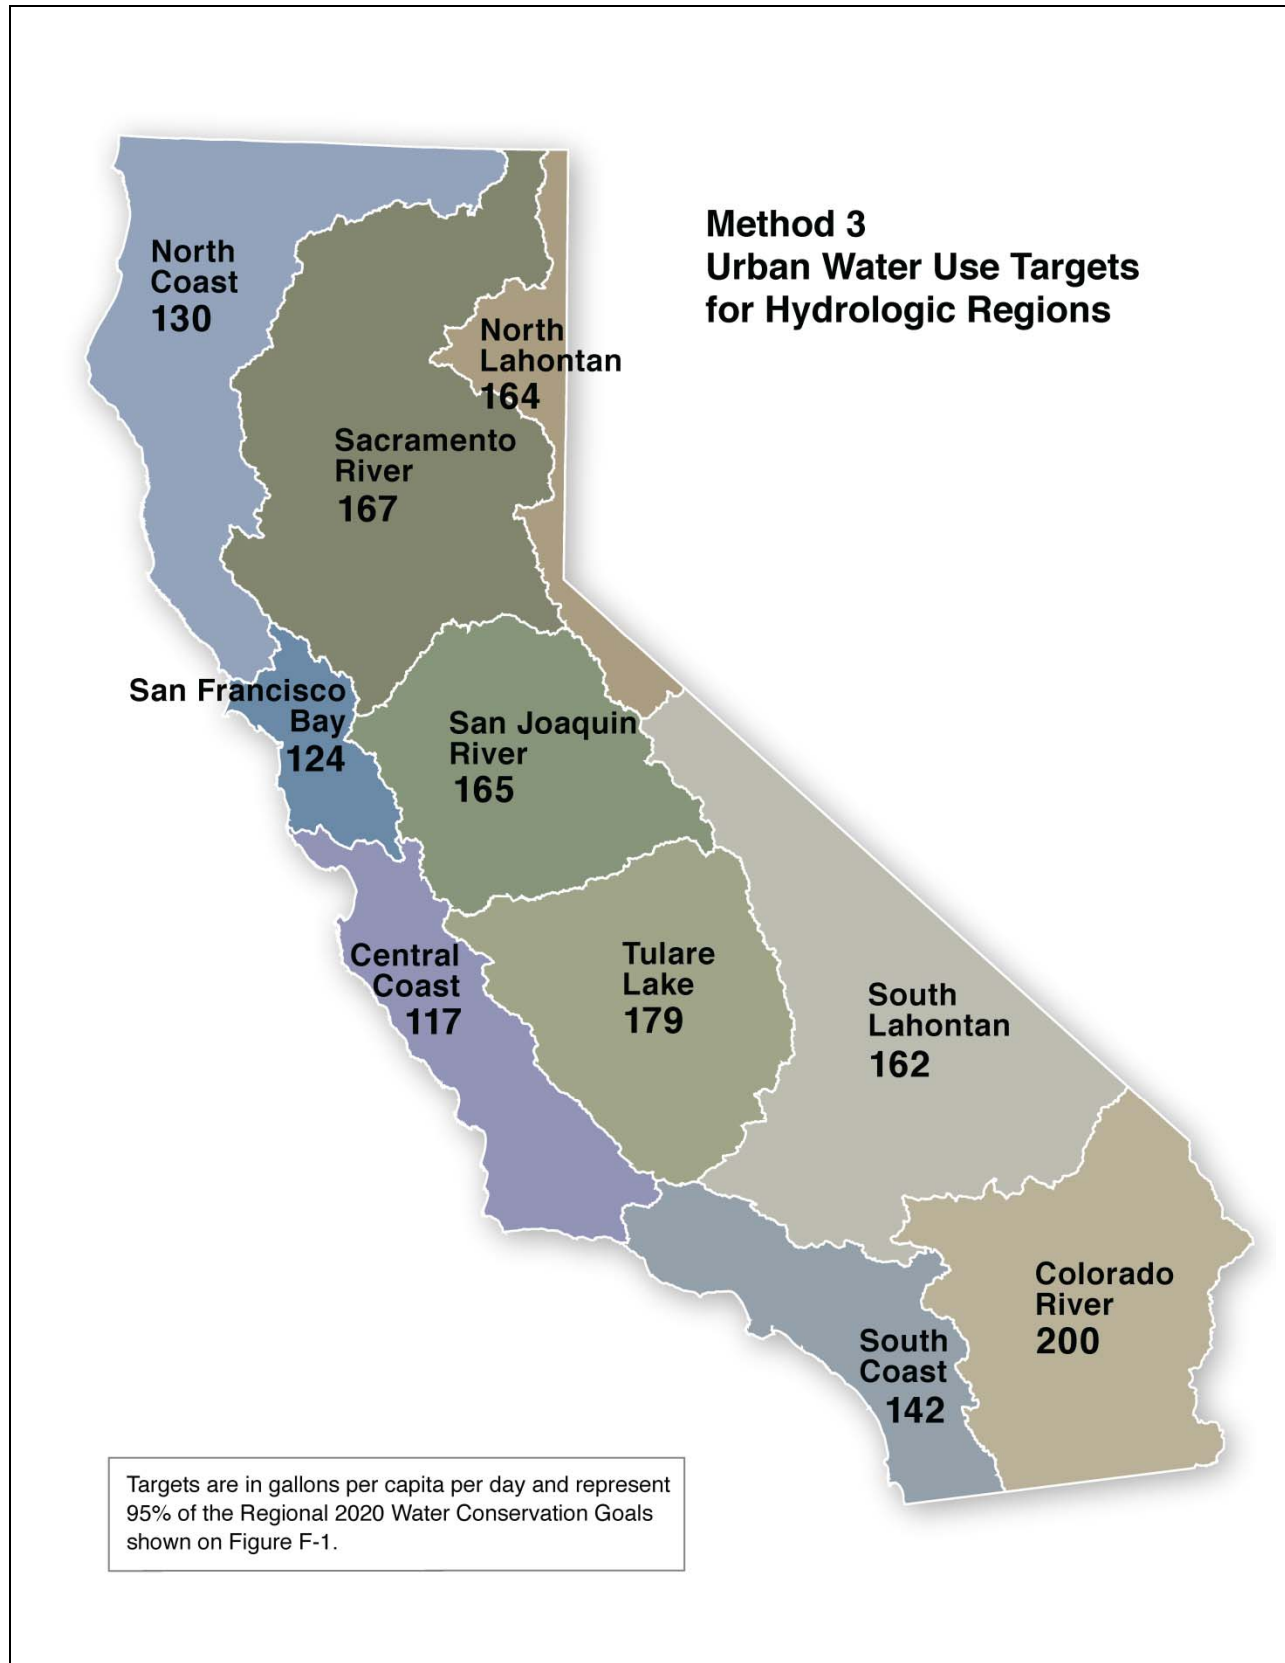 Method 3
Urban Water Use Targets
for Hydrologic Regions
North
Coast
130
North
Lahontan
164
Sacramento
River
167
San Francisco
Bay
124
San Joaquin
River
165
Central
Coast
117
Tulare
Lake
179
South
Lahontan
162
Colorado
River
200
South
Coast
142
Targets are in gallons per capita per day and represent
95% of the Regional 2020 Water Conservation Goals
shown on Figure F-1.